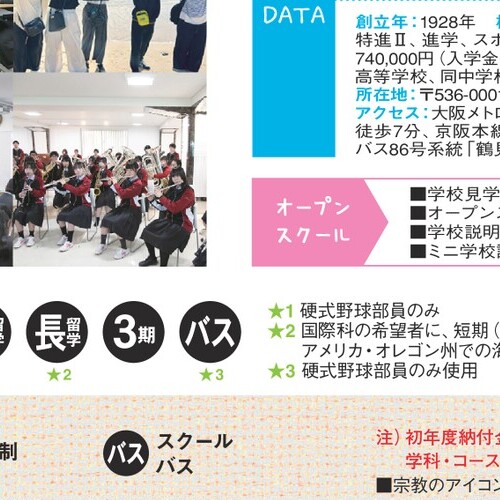 DATA
創立年：1928年
特進Ⅱ、進学、スポ
740,000円（入学金
高等学校、同中学校
所在地：〒536-0001
アクセス：大阪メトロ
徒歩7分、京阪本線
バス86号系統「鶴見
オープン
スクール
■学校見学
■オープンス
■学校説明
■ミニ学校説
留学
長留学
3期
バス
★2
★3
★1 硬式野球部員のみ
★2 国際科の希望者に、短期（
アメリカ・オレゴン州での海
★3 硬式野球部員のみ使用
制
バス
スクール
バス
注）初年度納付金
学科・コース
■宗教のアイコン